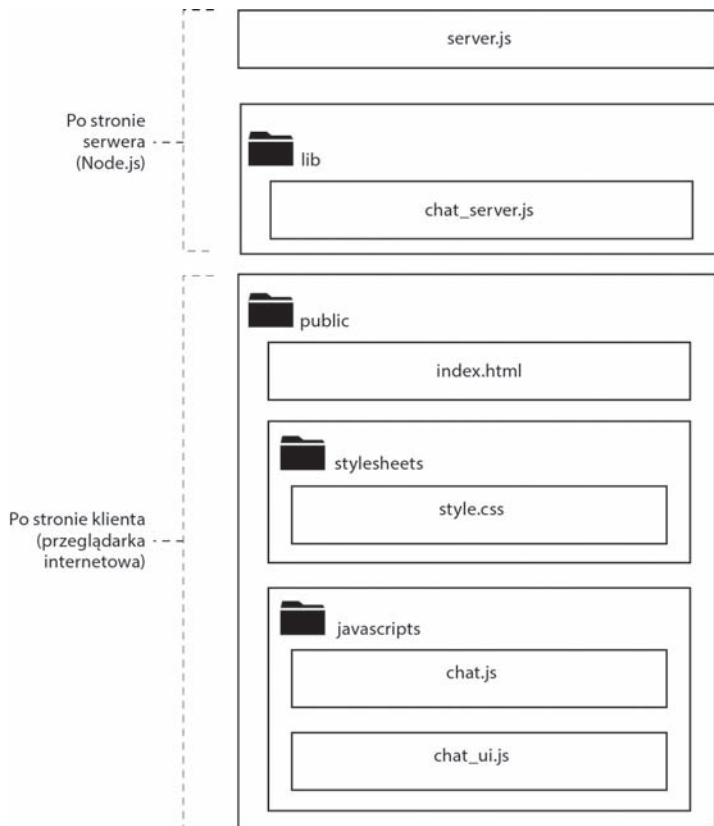 server.js
Po stronie
serwera
(Node.js)
lib
chat_server.js
public
index.html
stylesheets
style.css
Po stronie klienta
(przeglądarka
internetowa)
javascripts
chat.js
chat_ui.js